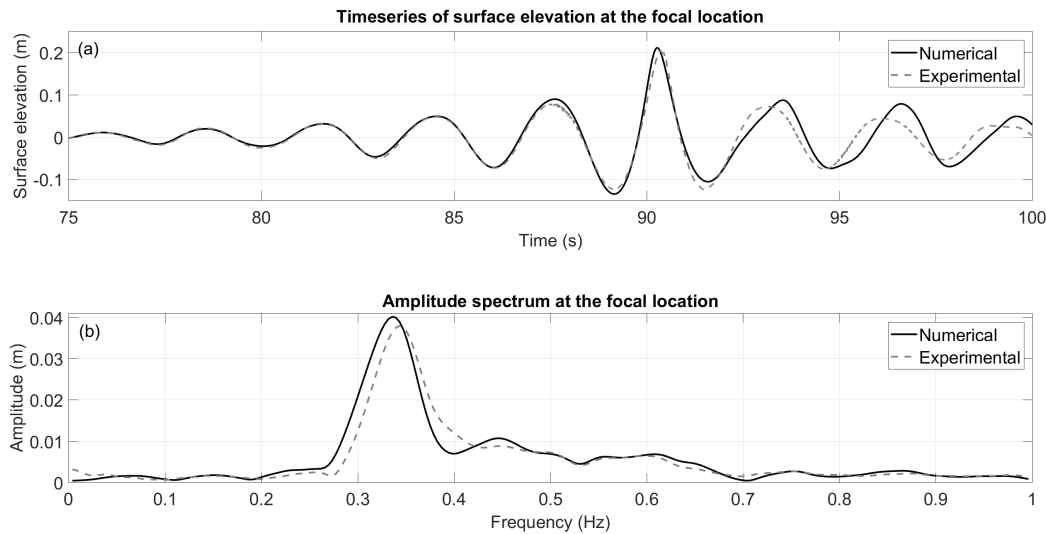 Timeseries of surface elevation at the focal location
(a)
Numerical
Experimental
Surface elevation (m)
0.2
0.1
0
-0.1
75
80
85
90
95
100
Time (s)
Amplitude spectrum at the focal location
(b)
Numerical
Experimental
Amplitude (m)
0.04
0.03
0.02
0.01
0
0
0.1
0.2
0.3
0.4
0.5
0.6
0.7
0.8
0.9
1
Frequency (Hz)